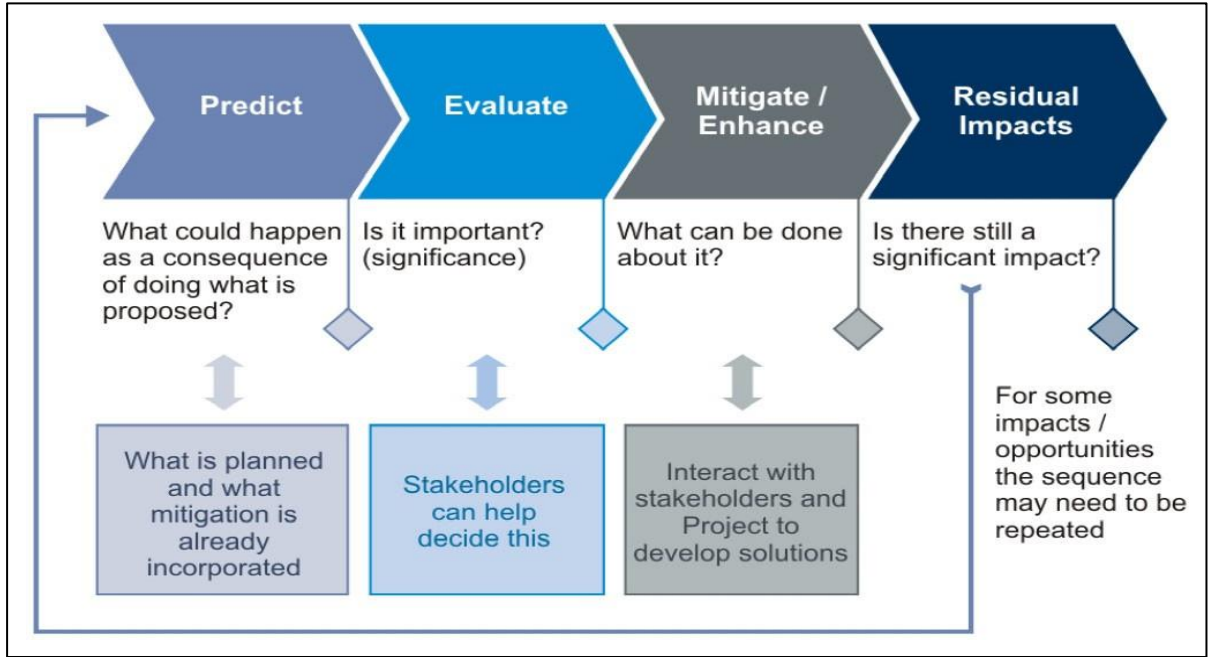 Predict
Evaluate
Mitigate /
Enhance
Residual
Impacts
What could happen
as a consequence
of doing what is
proposed?
Is it important?
(significance)
What can be done
about it?
Is there still a
significant impact?
What is planned
and what
mitigation is
already
incorporated
Stakeholders
can help
decide this
Interact with
stakeholders and
Project to
develop solutions
For some
impacts /
opportunities
the sequence
may need to be
repeated